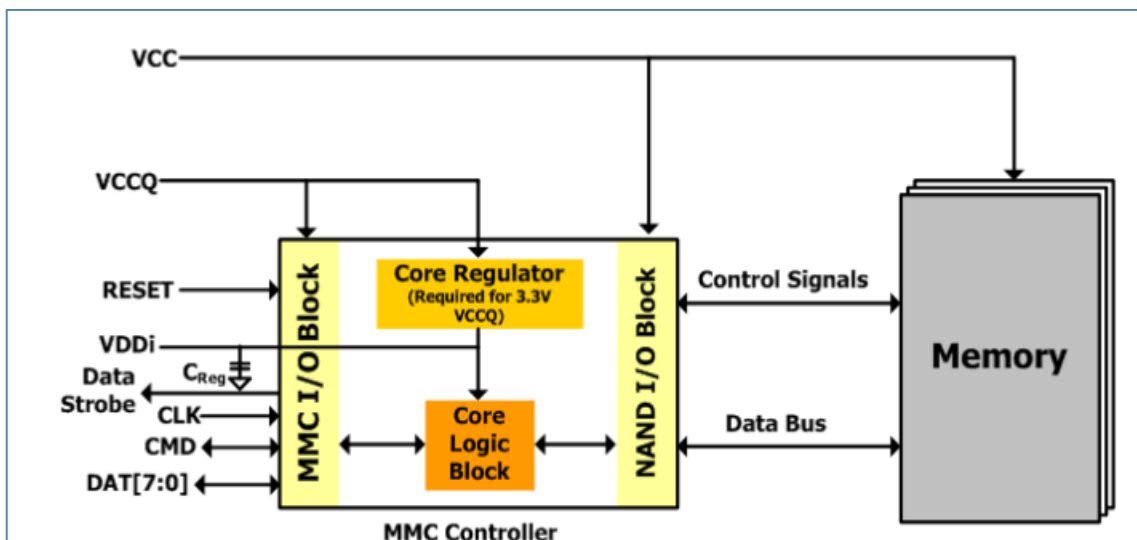 VCC
VCCQ
RESET
VDDi
CReg
Data
Strobe
CLK
CMD
DAT[7:0]
MMC I/O Block
Core Regulator
(Required for 3.3V
VCCQ)
Core
Logic
Block
NAND I/O Block
MMC Controller
Control Signals
Data Bus
Memory